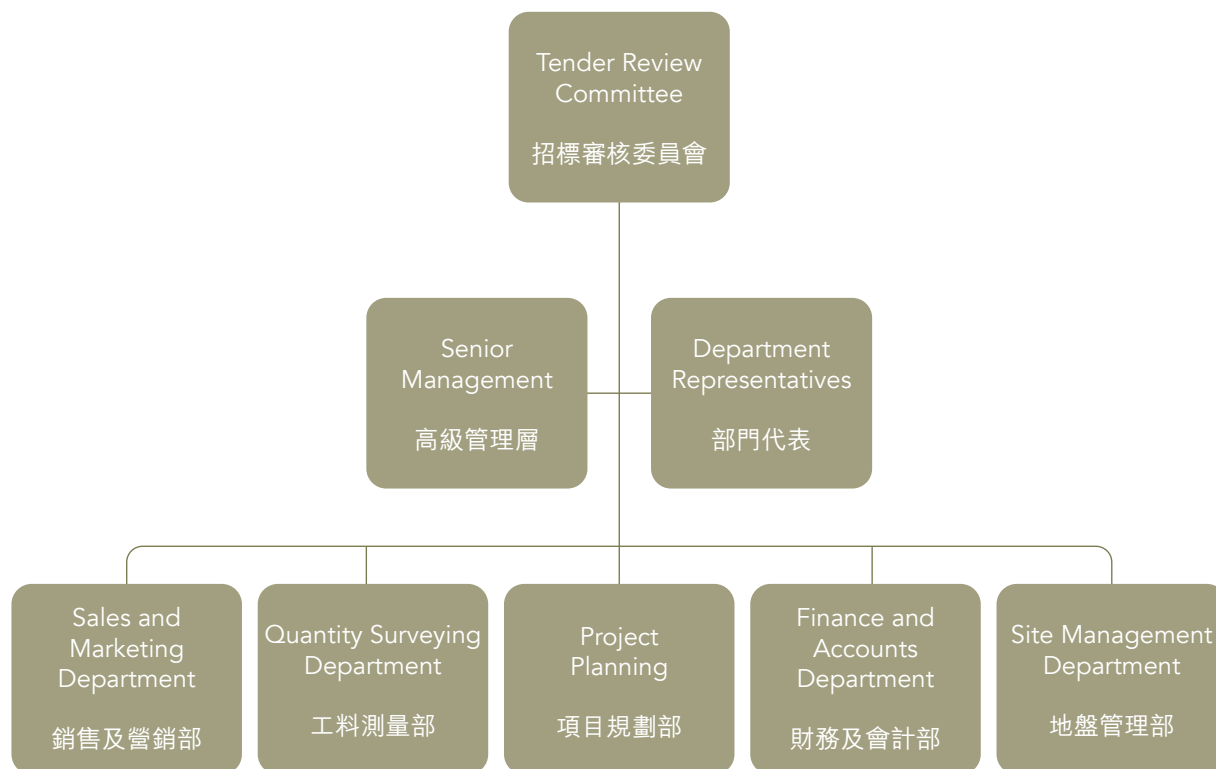 Tender Review
Committee
招標審核委員會
Senior
Management
高級管理層
Department
Representatives
部門代表
Sales and
Marketing
Department
銷售及營銷部
Quantity Surveying
Department
工料測量部
Project
Planning
項目規劃部
Finance and
Accounts
Department
財務及會計部
Site Management
Department
地盤管理部